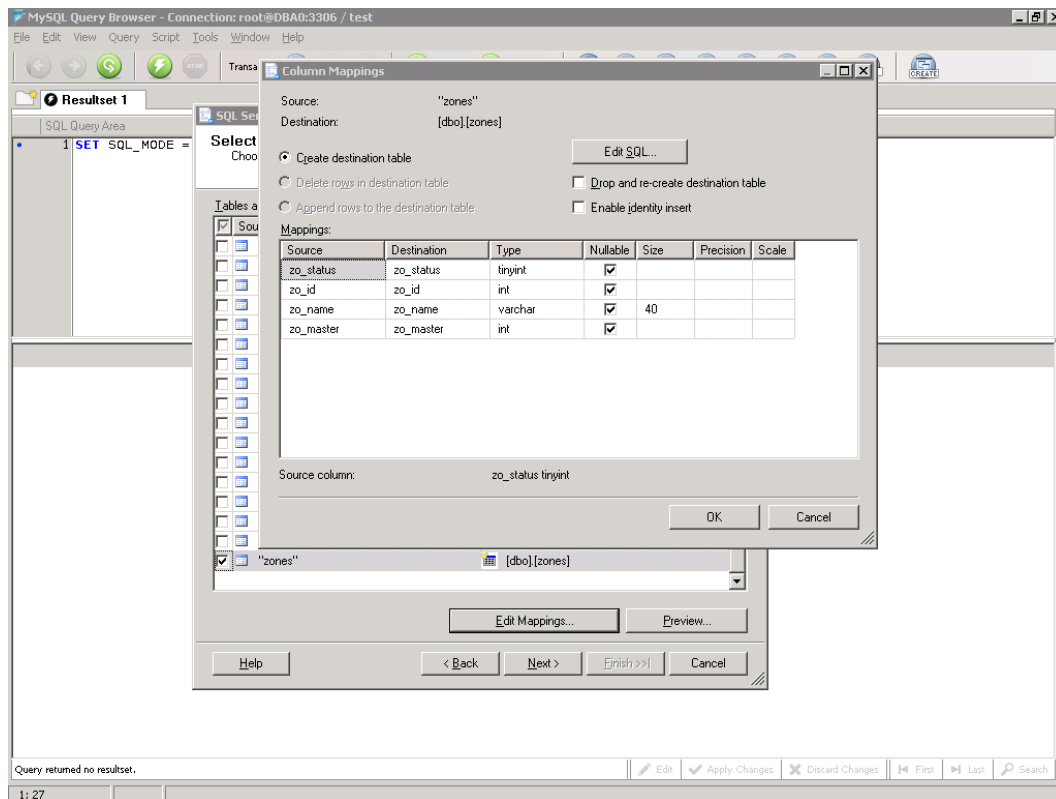 MySQL Query Browser - Connection: root@DBA0:3306 / test
File Edit View Query Script Tools Window Help
STOP Transa CREATE
Resultset 1
SQL Query Area
1 SET SQL_MODE =
SQL Ser
Select
Choo
Tables a
Sou
Column Mappings
Source: "zones"
Destination: [dbo].[zones]
Create destination table Edit SQL...
Delete rows in destination table Drop and re-create destination table
Append rows to the destination table Enable identity insert
Mappings:
Source Destination Type Nullable Size Precision Scale
zo_status zo_status tinyint
zo_id zo_id int
zo_name zo_name varchar 40
zo_master zo_master int
Source column: zo_status tinyint
OK Cancel
"zones" [dbo].[zones]
Edit Mappings... Preview...
Help < Back Next > Finish >>| Cancel
Query returned no resultset. Edit Apply Changes Discard Changes First Last Search
1: 27